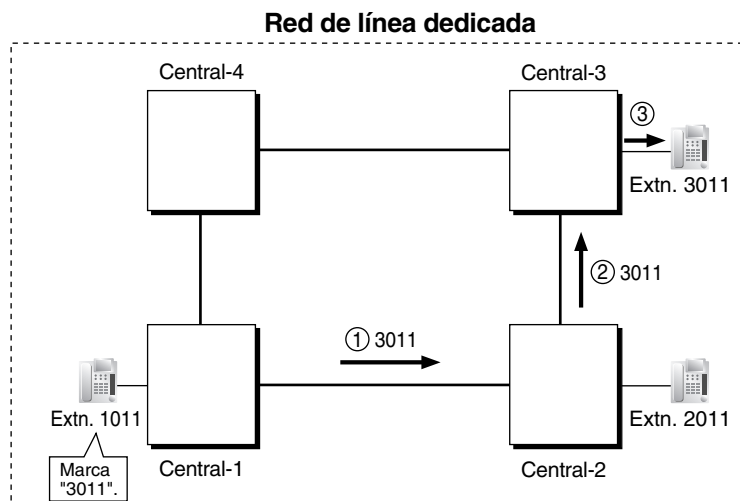 Red de línea dedicada
Central-4
Central-3
③
Extn. 3011
② 3011
① 3011
Extn. 1011
Extn. 2011
Marca
"3011".
Central-1
Central-2